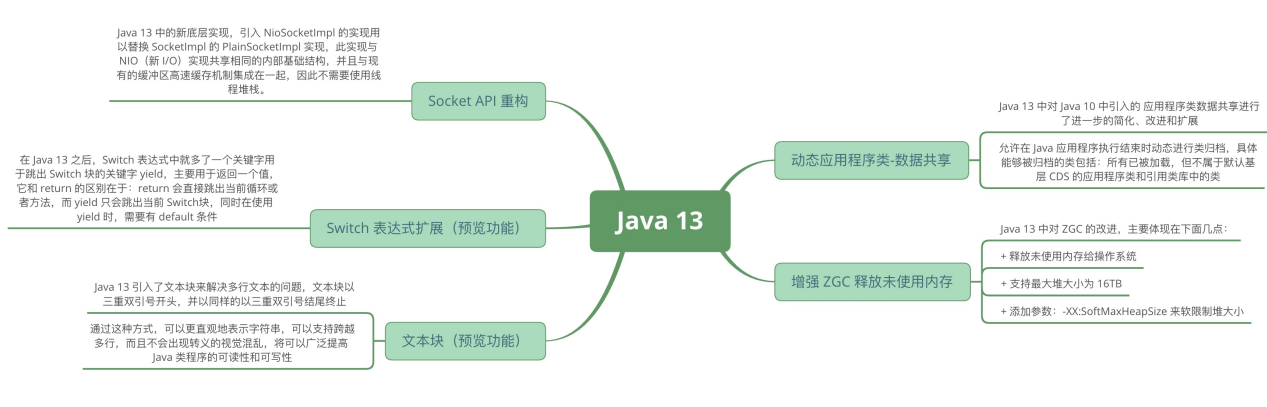 Java 13 中的新底层实现，引入 NioSocketImpl 的实现用
以替换 SocketImpl 的 PlainSocketImpl 实现，此实现与
NIO（新 I/O）实现共享相同的内部基础结构，并且与现
有的缓冲区高速缓存机制集成在一起，因此不需要使用线
程堆栈。
Socket API 重构
在 Java 13 之后，Switch 表达式中就多了一个关键字用
于跳出 Switch 块的关键字 yield，主要用于返回一个值，
它和 return 的区别在于：return 会直接跳出当前循环或
者方法，而 yield 只会跳出当前 Switch块，同时在使用
yield 时，需要有 default 条件
Switch 表达式扩展（预览功能）
Java 13 引入了文本块来解决多行文本的问题，文本块以
三重双引号开头，并以同样的以三重双引号结尾终止
通过这种方式，可以更直观地表示字符串，可以支持跨越
多行，而且不会出现转义的视觉混乱，将可以广泛提高
Java 类程序的可读性和可写性
文本块（预览功能）
Java 13
动态应用程序类-数据共享
Java 13 中对 Java 10 中引入的 应用程序类数据共享进行
了进一步的简化、改进和扩展
允许在 Java 应用程序执行结束时动态进行类归档，具体
能够被归档的类包括：所有已被加载，但不属于默认基
层 CDS 的应用程序类和引用类库中的类
增强 ZGC 释放未使用内存
Java 13 中对 ZGC 的改进，主要体现在下面几点：
+ 释放未使用内存给操作系统
+ 支持最大堆大小为 16TB
+ 添加参数：-XX:SoftMaxHeapSize 来软限制堆大小